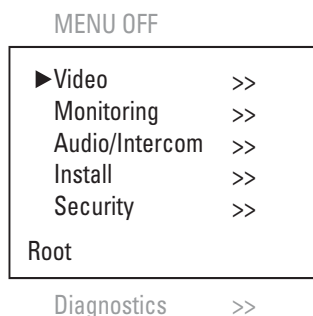 MENU OFF
►Video >>
Monitoring >>
Audio/Intercom >>
Install >>
Security >>
Root
Diagnostics >>